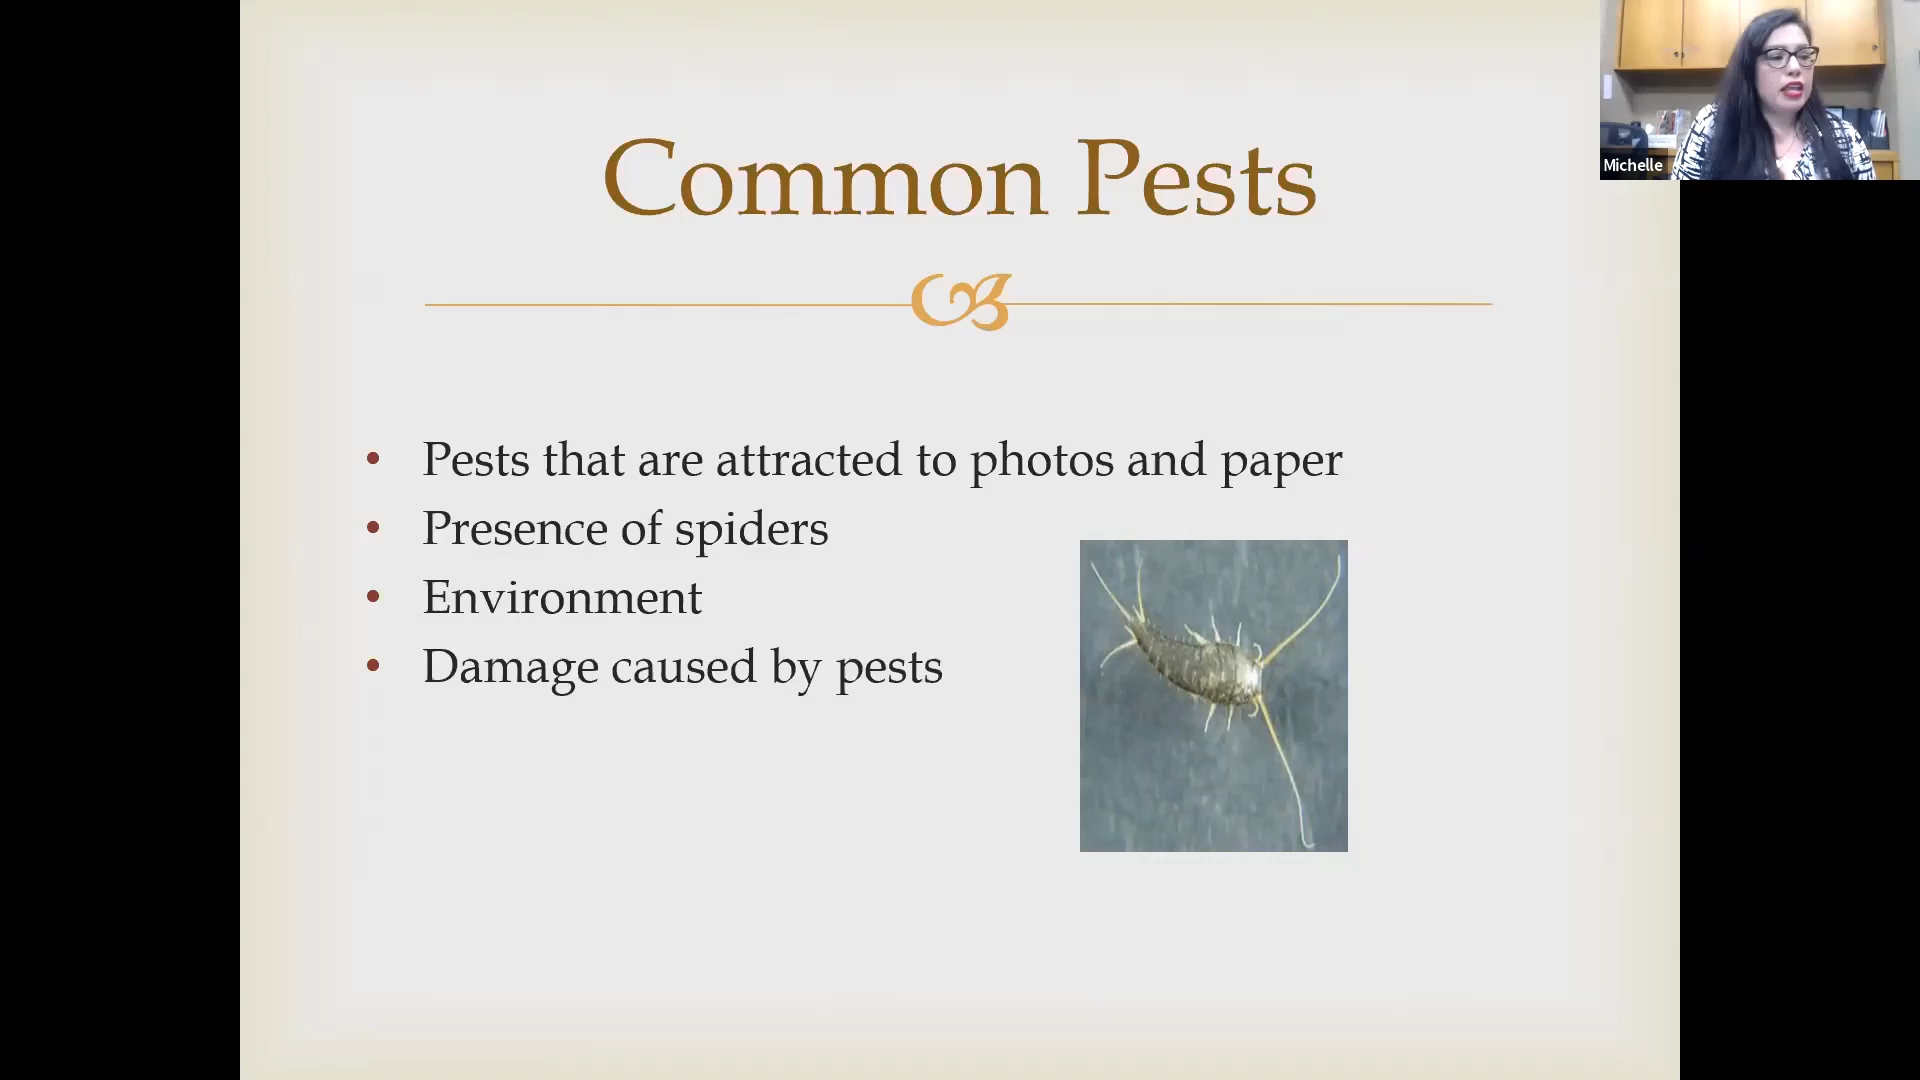 Common Pests
Michelle
• Pests that are attracted to photos and paper
• Presence of spiders
• Environment
• Damage caused by pests